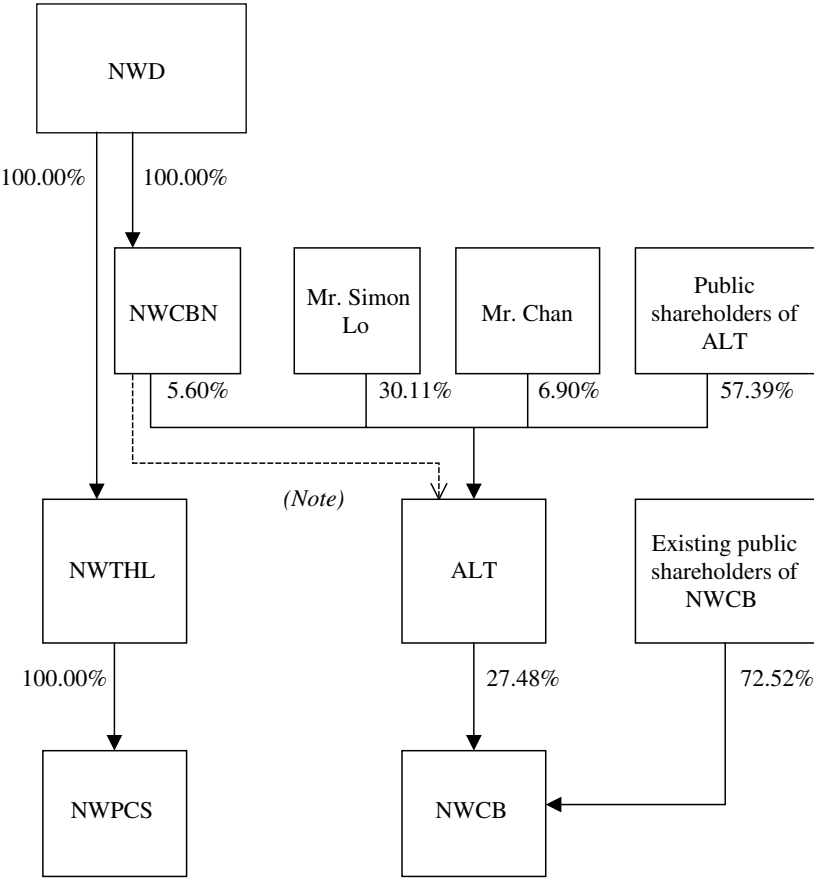 NWD
100.00%
100.00%
NWCBN
Mr. Simon
Lo
Mr. Chan
Public
shareholders of
ALT
5.60%
30.11%
6.90%
57.39%
(Note)
NWTHL
ALT
Existing public
shareholders of
NWCB
100.00%
27.48%
72.52%
NWPCS
NWCB